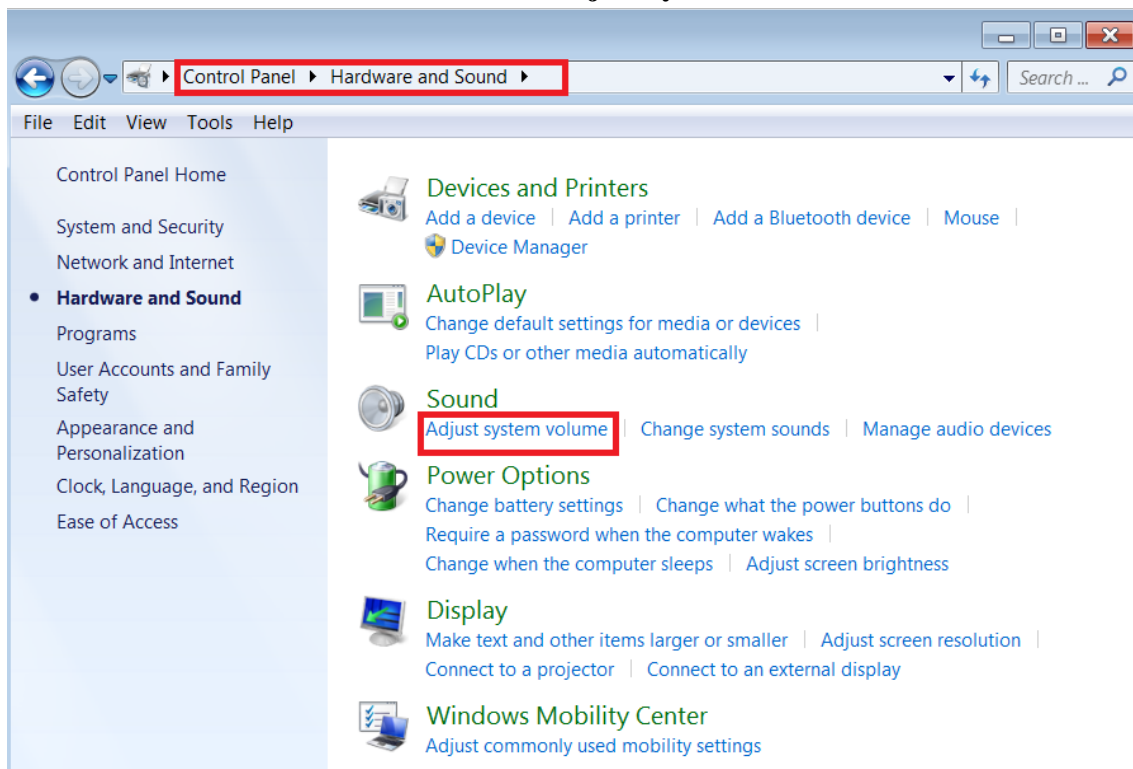 Control Panel Hardware and Sound Search ...
File Edit View Tools Help
Control Panel Home
System and Security
Network and Internet
Hardware and Sound
Programs
User Accounts and Family
Safety
Appearance and
Personalization
Clock, Language, and Region
Ease of Access
Devices and Printers
Add a device Add a printer Add a Bluetooth device Mouse
Device Manager
AutoPlay
Change default settings for media or devices
Play CDs or other media automatically
Sound
Adjust system volume Change system sounds Manage audio devices
Power Options
Change battery settings Change what the power buttons do
Require a password when the computer wakes
Change when the computer sleeps Adjust screen brightness
Display
Make text and other items larger or smaller Adjust screen resolution
Connect to a projector Connect to an external display
Windows Mobility Center
Adjust commonly used mobility settings